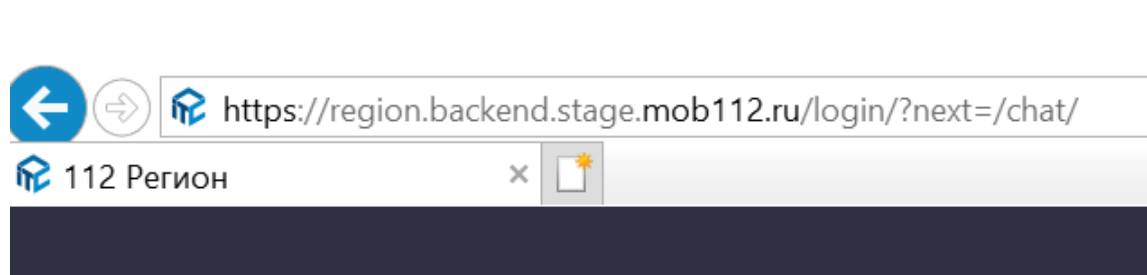 https://region.backend.stage.mob112.ru/login/?next=/chat/
112 Регион